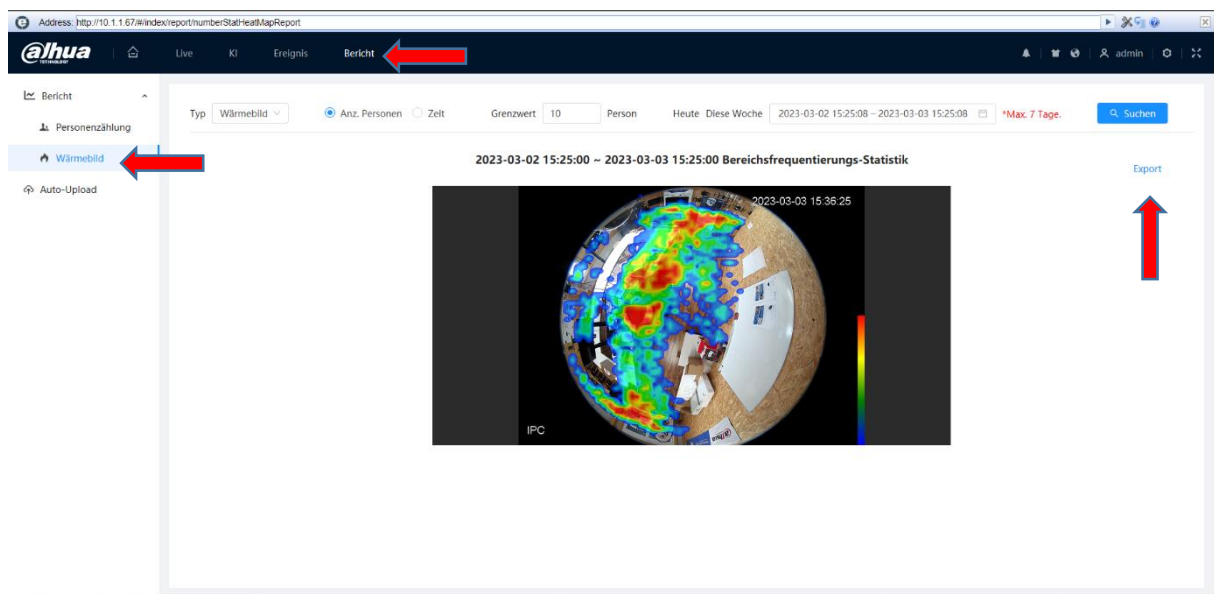 Address: http://10.1.1.67/#/index/report/numberStatHeatMapReport
alhua
TECHNOLOGY
Live KI Ereignis Bericht
admin
Bericht
Personenzählung
Wärmebild
Auto-Upload
Typ Wärmebild Anz. Personen Zeit Grenzwert 10 Person Heute Diese Woche 2023-03-02 15:25:08 – 2023-03-03 15:25:08 *Max. 7 Tage. Suchen
2023-03-02 15:25:00 ~ 2023-03-03 15:25:00 Bereichsfrequentierungs-Statistik
Export
2023-03-03 15:36:25
IPC
alhua